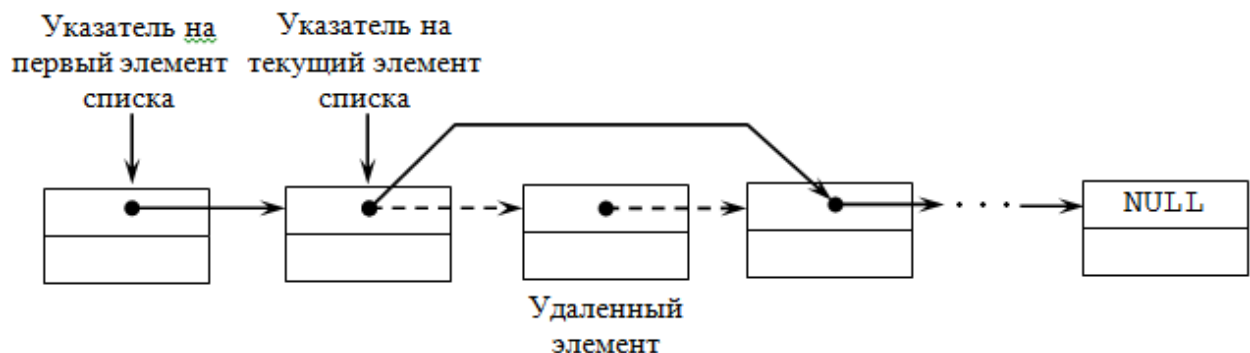 Указатель на
первый элемент
списка
Указатель на
текущий элемент
списка
NULL
Удаленный
элемент